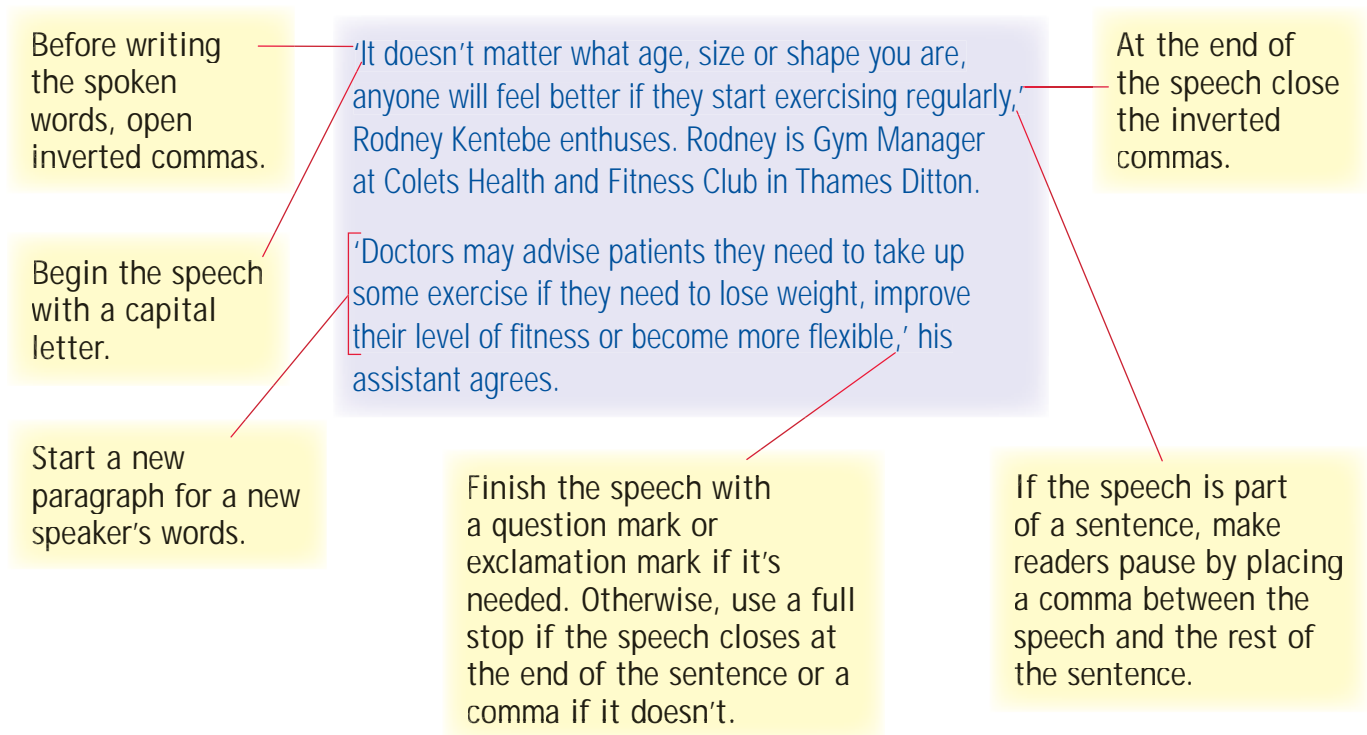 Before writing
the spoken
words, open
inverted commas.
Begin the speech
with a capital
letter.
Start a new
paragraph for a new
speaker's words.
‘It doesn't matter what age, size or shape you are,
anyone will feel better if they start exercising regularly,’
Rodney Kentebe enthuses. Rodney is Gym Manager
at Colets Health and Fitness Club in Thames Ditton.
‘Doctors may advise patients they need to take up
some exercise if they need to lose weight, improve
their level of fitness or become more flexible,’ his
assistant agrees.
At the end of
the speech close
the inverted
commas.
Finish the speech with
a question mark or
exclamation mark if it's
needed. Otherwise, use a full
stop if the speech closes at
the end of the sentence or a
comma if it doesn't.
If the speech is part
of a sentence, make
readers pause by placing
a comma between the
speech and the rest of
the sentence.